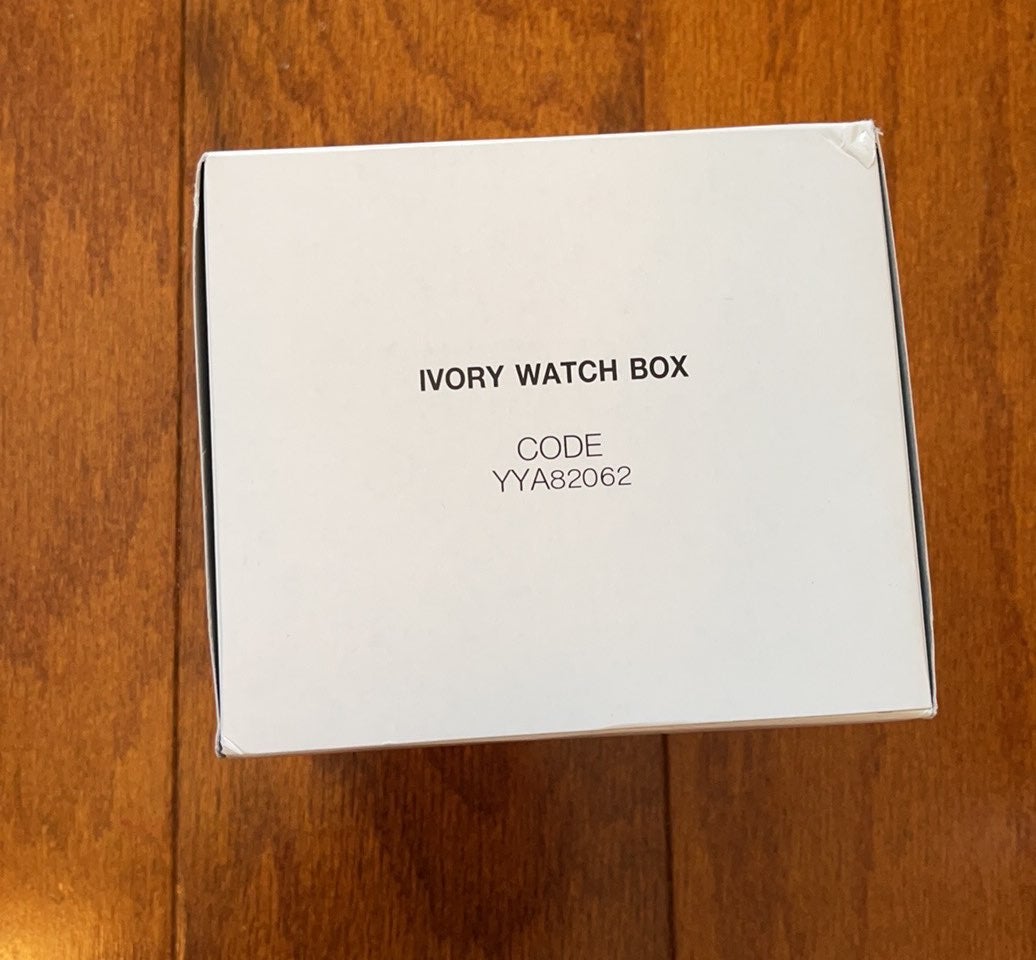 IVORY WATCH BOX
CODE
YYA82062